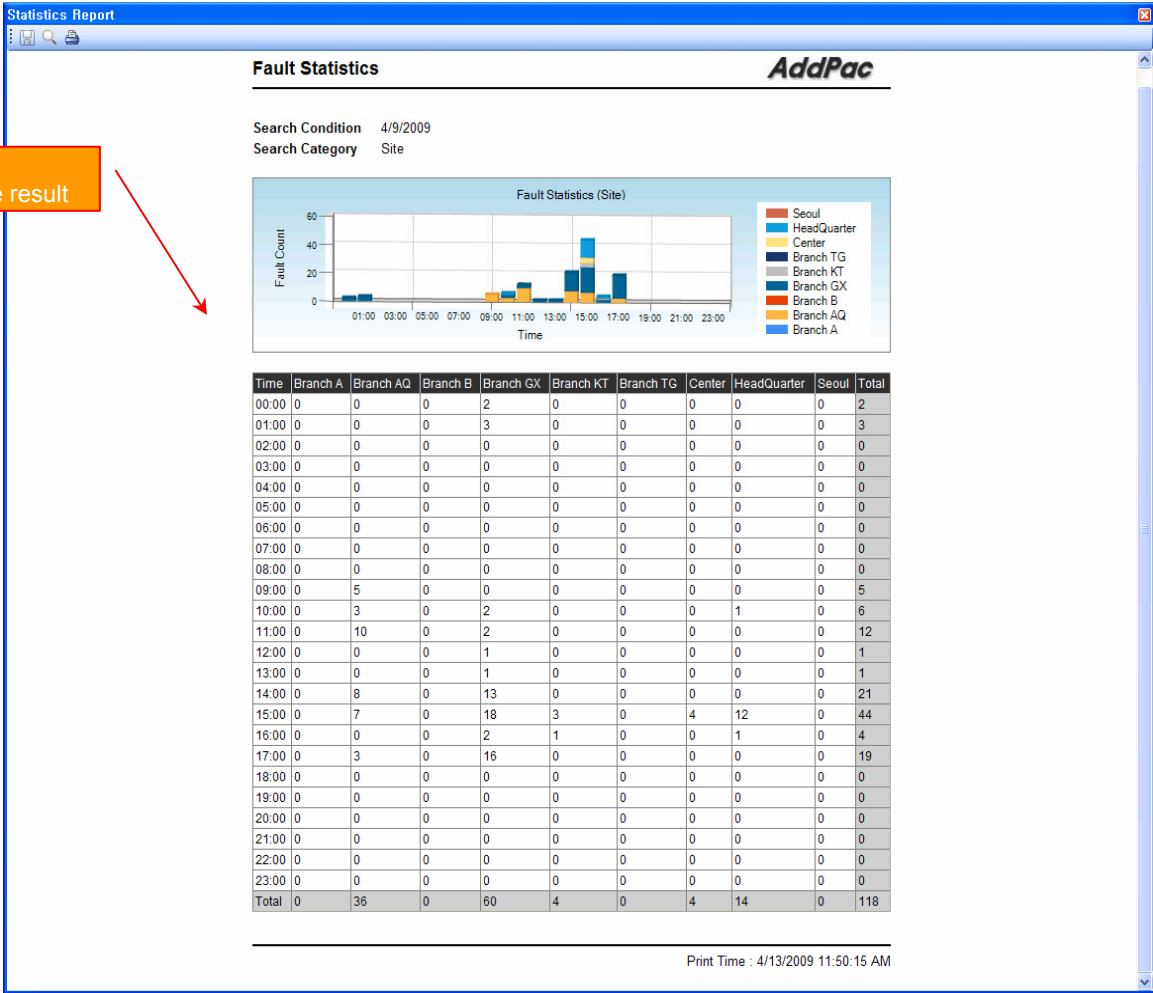 Statistics Report
Fault Statistics
AddPac
Search Condition 4/9/2009
Search Category Site
e result
Fault Statistics (Site)
Fault Count
60
40
20
0
01:00 03:00 05:00 07:00 09:00 11:00 13:00 15:00 17:00 19:00 21:00 23:00
Time
Seoul
HeadQuarter
Center
Branch TG
Branch KT
Branch GX
Branch B
Branch AQ
Branch A
Time Branch A Branch AQ Branch B Branch GX Branch KT Branch TG Center HeadQuarter Seoul Total
00:00 0 0 0 2 0 0 0 0 0 2
01:00 0 0 0 3 0 0 0 0 0 3
02:00 0 0 0 0 0 0 0 0 0 0
03:00 0 0 0 0 0 0 0 0 0 0
04:00 0 0 0 0 0 0 0 0 0 0
05:00 0 0 0 0 0 0 0 0 0 0
06:00 0 0 0 0 0 0 0 0 0 0
07:00 0 0 0 0 0 0 0 0 0 0
08:00 0 0 0 0 0 0 0 0 0 0
09:00 0 5 0 0 0 0 0 0 0 5
10:00 0 3 0 2 0 0 0 1 0 6
11:00 0 10 0 2 0 0 0 0 0 12
12:00 0 0 0 1 0 0 0 0 0 1
13:00 0 0 0 1 0 0 0 0 0 1
14:00 0 8 0 13 0 0 0 0 0 21
15:00 0 7 0 18 3 0 4 12 0 44
16:00 0 0 0 2 1 0 0 1 0 4
17:00 0 3 0 16 0 0 0 0 0 19
18:00 0 0 0 0 0 0 0 0 0 0
19:00 0 0 0 0 0 0 0 0 0 0
20:00 0 0 0 0 0 0 0 0 0 0
21:00 0 0 0 0 0 0 0 0 0 0
22:00 0 0 0 0 0 0 0 0 0 0
23:00 0 0 0 0 0 0 0 0 0 0
Total 0 36 0 60 4 0 4 14 0 118
Print Time : 4/13/2009 11:50:15 AM